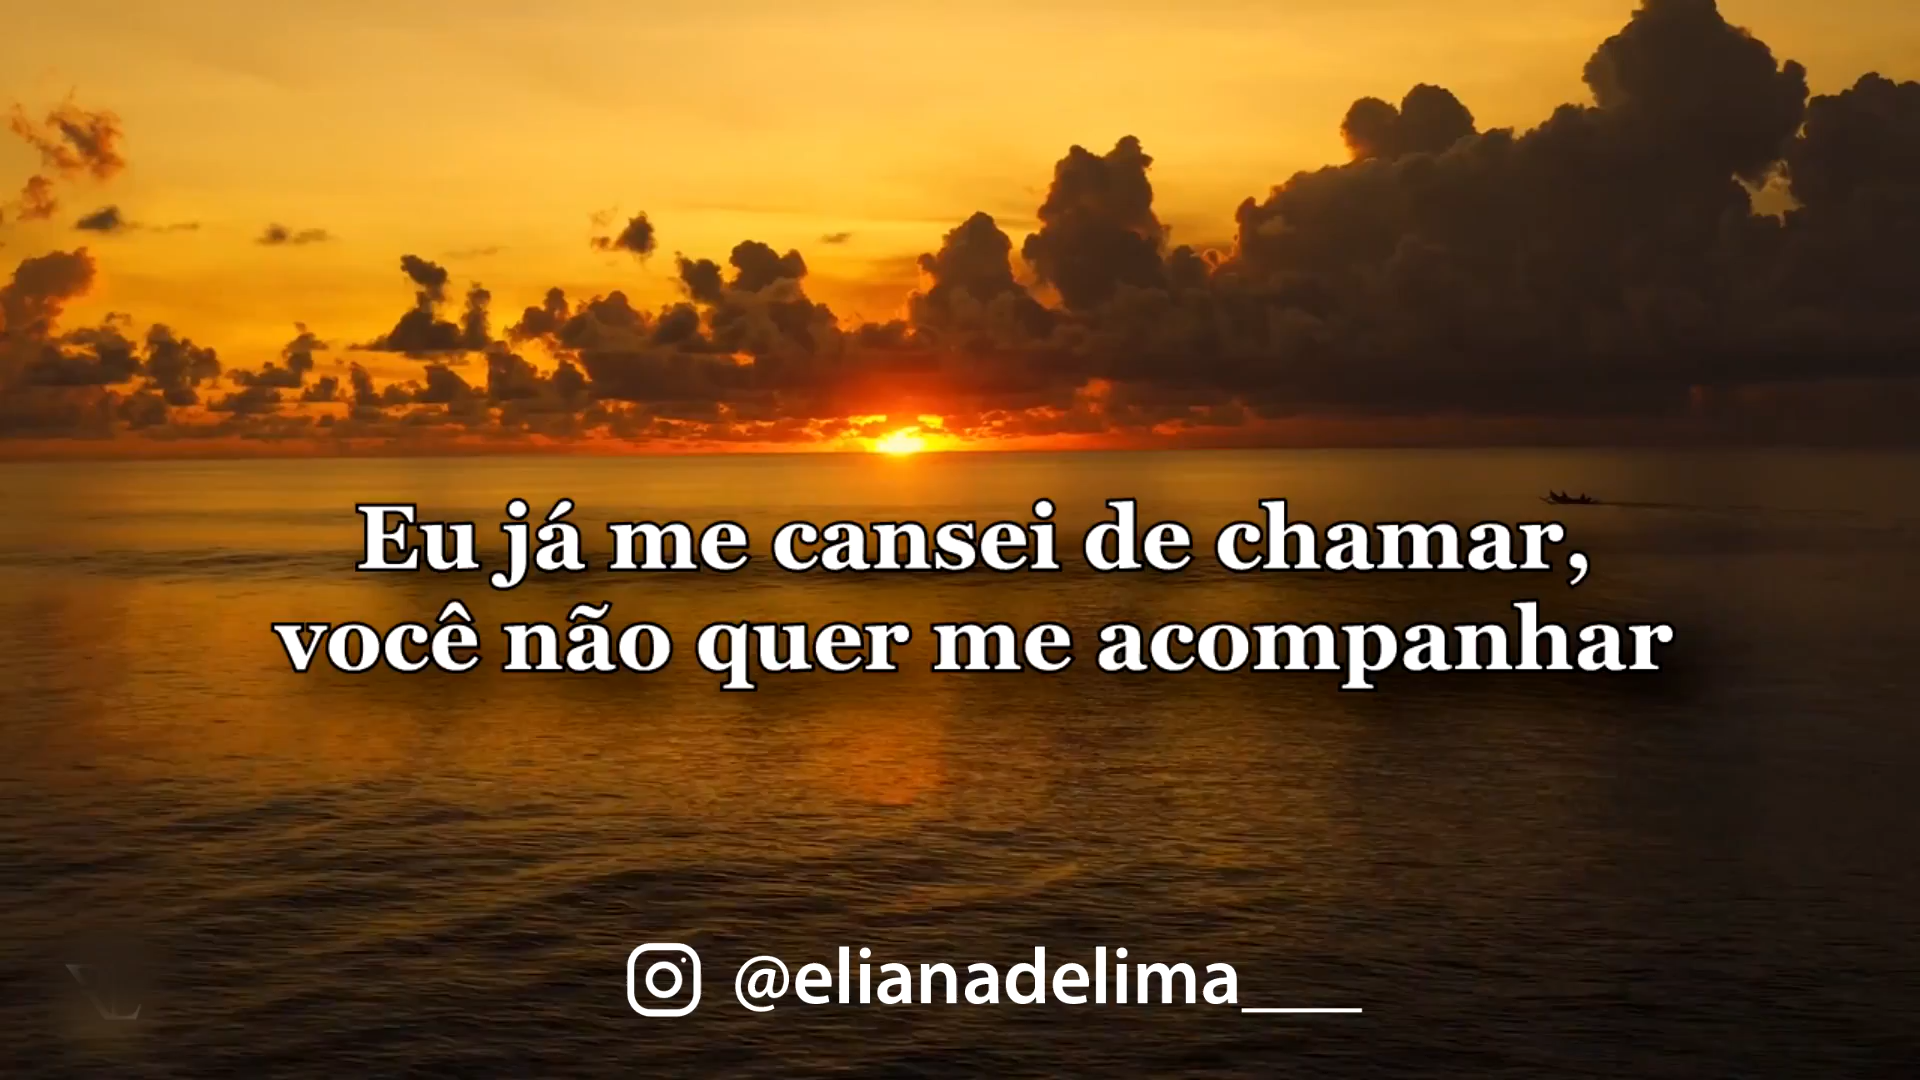 Eu já me cansei de chamar,
você não quer me acompanhar
@elianadelima___